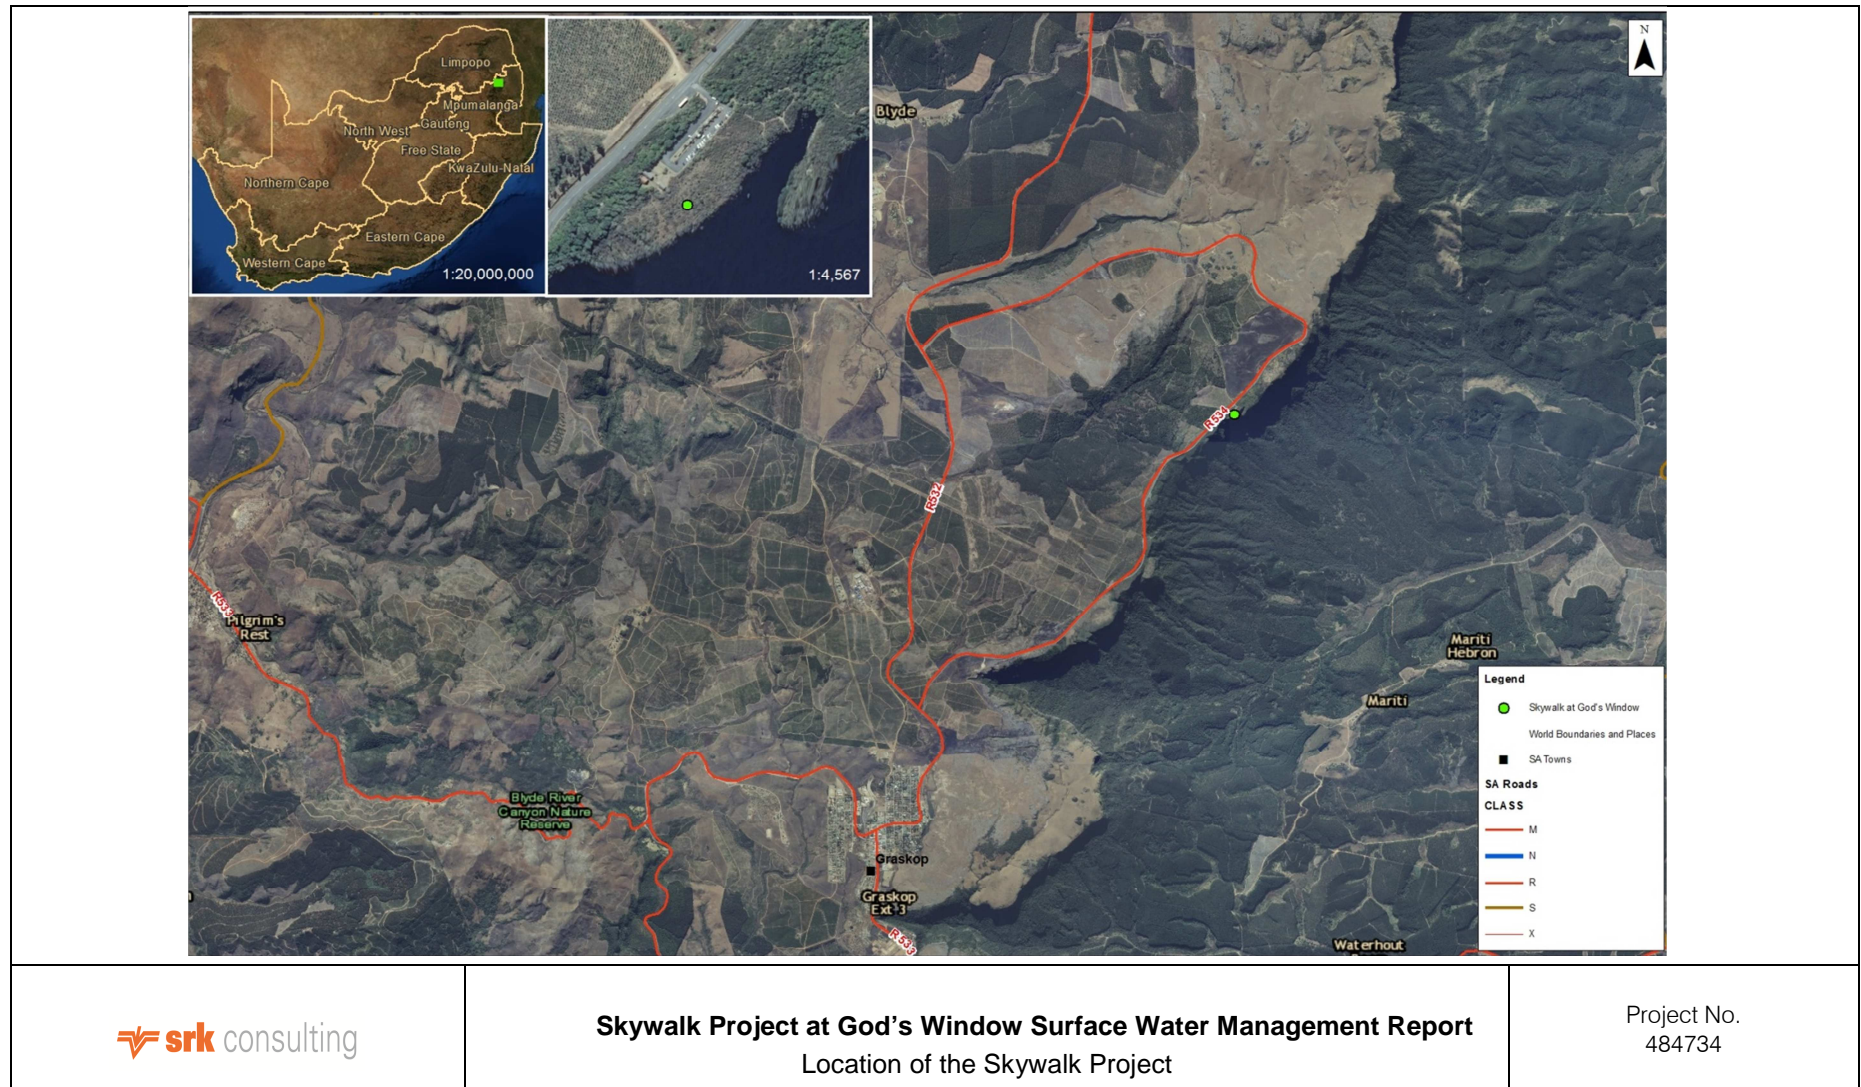 Limpopo
Mpumalanga
Gauteng
North West
Free State
KwaZulu-Natal
Northern Cape
Eastern Cape
Western Cape
1:20,000,000
1:4,567
N
Blyde
R534
R532
R533
Pilgrim's
Rest
Mariti
Hebron
Mariti
Blyde River
Canyon Nature
Reserve
Graskop
Graskop
Ext 3
R 533
Waterhout
Legend
Skywalk at God's Window
World Boundaries and Places
SA Towns
SA Roads
CLASS
M
N
R
S
X
srk consulting
Skywalk Project at God's Window Surface Water Management Report
Location of the Skywalk Project
Project No.
484734